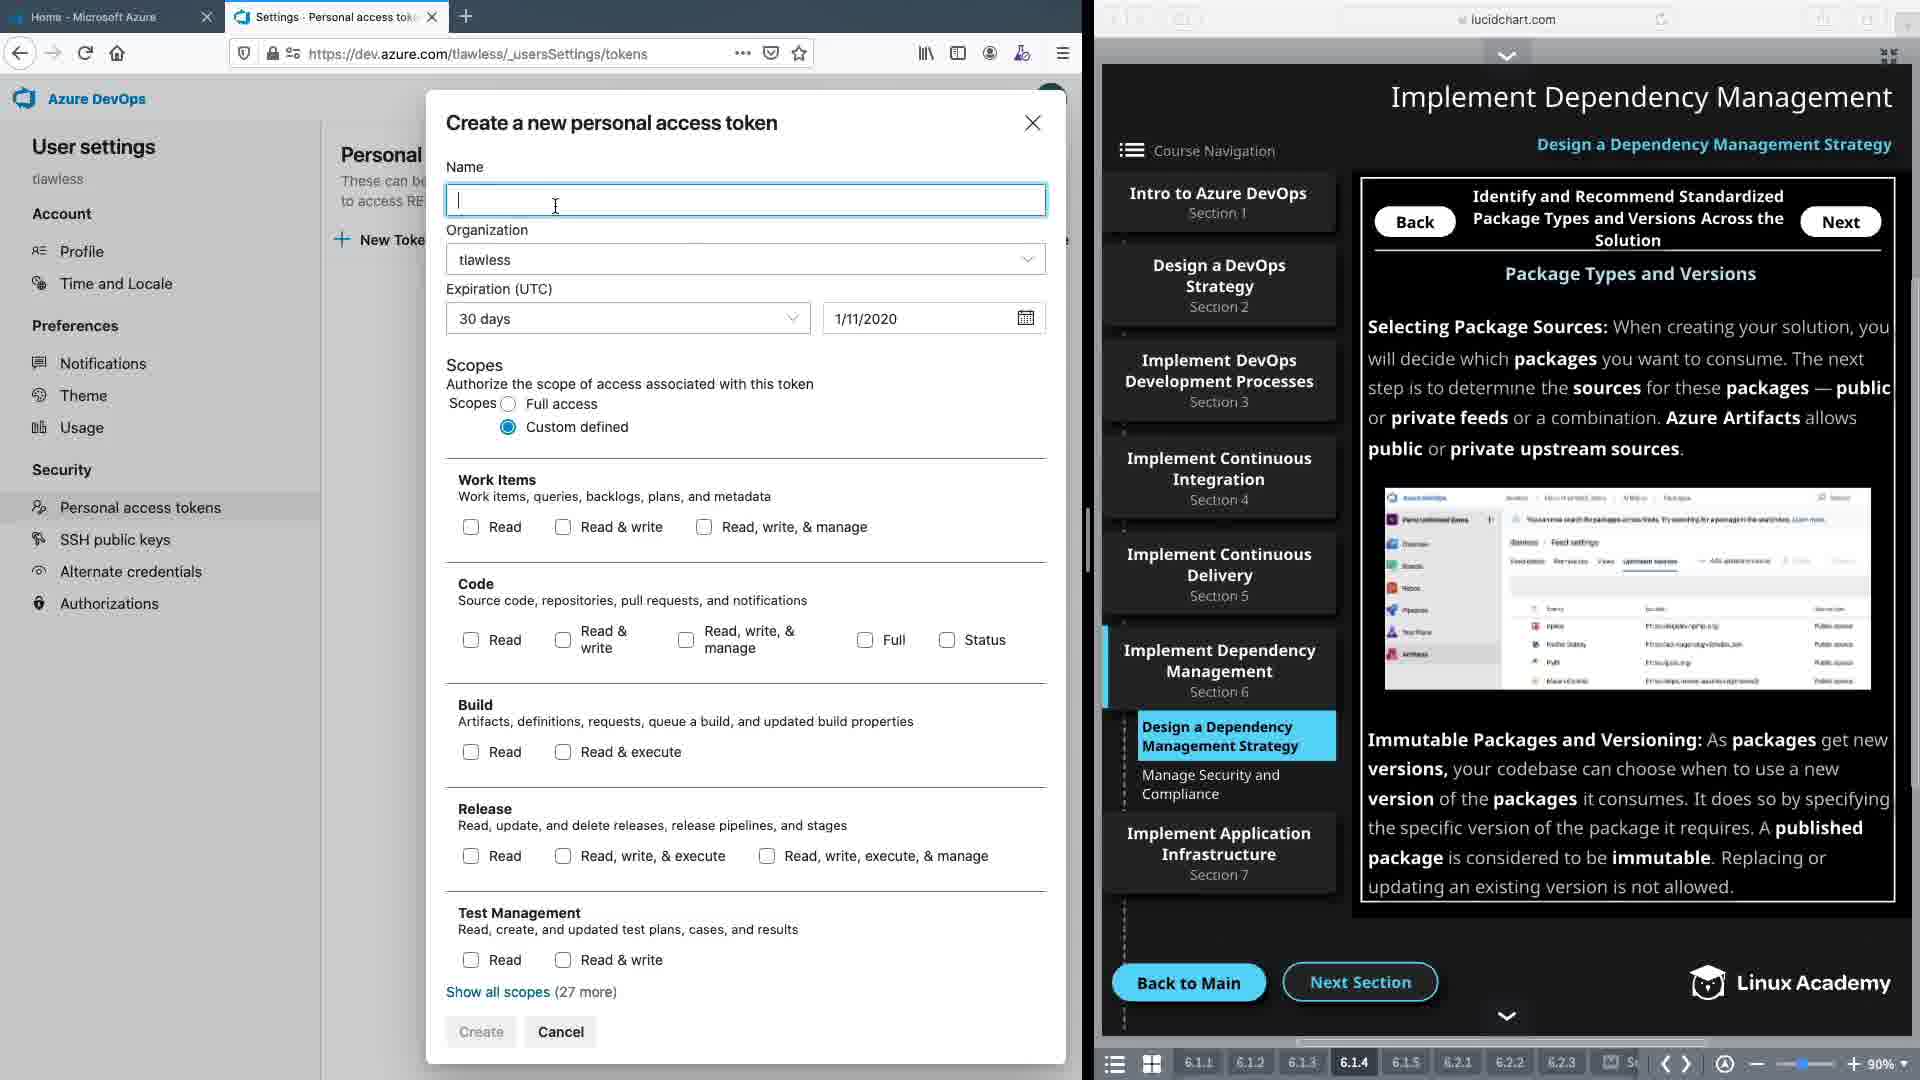 Home - Microsoft Azure
Settings · Personal access tok
https://dev.azure.com/tlawless/_usersSettings/tokens
lucidchart.com
Azure DevOps
User settings
tlawless
Account
Profile
Time and Locale
Preferences
Notifications
Theme
Usage
Security
Personal access tokens
SSH public keys
Alternate credentials
Authorizations
Personal
These can be
to access RE
New Toke
Create a new personal access token
Name
Organization
tlawless
Expiration (UTC)
30 days
1/11/2020
Scopes
Authorize the scope of access associated with this token
Scopes Full access
Custom defined
Work Items
Work items, queries, backlogs, plans, and metadata
Read Read & write Read, write, & manage
Code
Source code, repositories, pull requests, and notifications
Read Read & write Read, write, & manage Full Status
Build
Artifacts, definitions, requests, queue a build, and updated build properties
Read Read & execute
Release
Read, update, and delete releases, release pipelines, and stages
Read Read, write, & execute Read, write, execute, & manage
Test Management
Read, create, and updated test plans, cases, and results
Read Read & write
Show all scopes (27 more)
Create Cancel
Implement Dependency Management
Design a Dependency Management Strategy
Course Navigation
Intro to Azure DevOps
Section 1
Design a DevOps
Strategy
Section 2
Implement DevOps
Development Processes
Section 3
Implement Continuous
Integration
Section 4
Implement Continuous
Delivery
Section 5
Implement Dependency
Management
Section 6
Design a Dependency
Management Strategy
Manage Security and
Compliance
Implement Application
Infrastructure
Section 7
Back
Identify and Recommend Standardized
Package Types and Versions Across the
Solution
Next
Package Types and Versions
Selecting Package Sources: When creating your solution, you
will decide which packages you want to consume. The next
step is to determine the sources for these packages — public
or private feeds or a combination. Azure Artifacts allows
public or private upstream sources.
Azure DevOps
Feed settings
Immutable Packages and Versioning: As packages get new
versions, your codebase can choose when to use a new
version of the packages it consumes. It does so by specifying
the specific version of the package it requires. A published
package is considered to be immutable. Replacing or
updating an existing version is not allowed.
Back to Main
Next Section
Linux Academy
6.1.1 6.1.2 6.1.3 6.1.4 6.1.5 6.2.1 6.2.2 6.2.3 90%